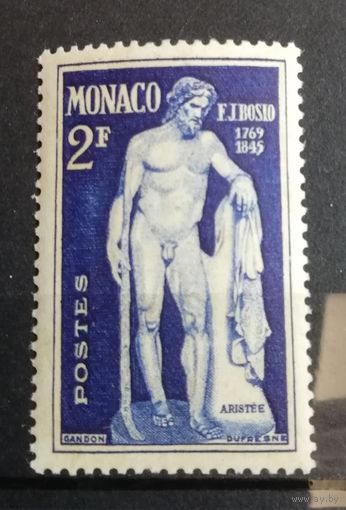 MONACO
F.J BOSIO
2F
1769
1845
POSTES
ARISTÉE
GANDON
DUFRESNE
© www.ay.by